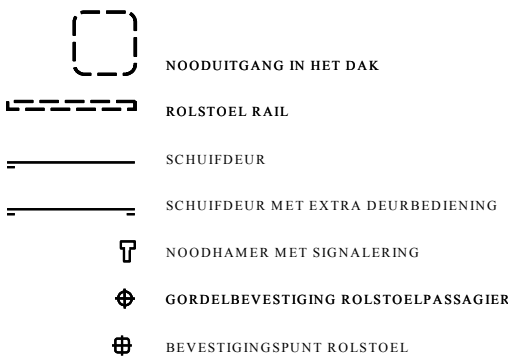 NOODUITGANG IN HET DAK
ROLSTOEL RAIL
SCHUIFDEUR
SCHUIFDEUR MET EXTRA DEURBEDIENING
NOODHAMER MET SIGNALERING
GORDELBEVESTIGING ROLSTOELPASSAGIER
BEVESTIGINGSPUNT ROLSTOEL